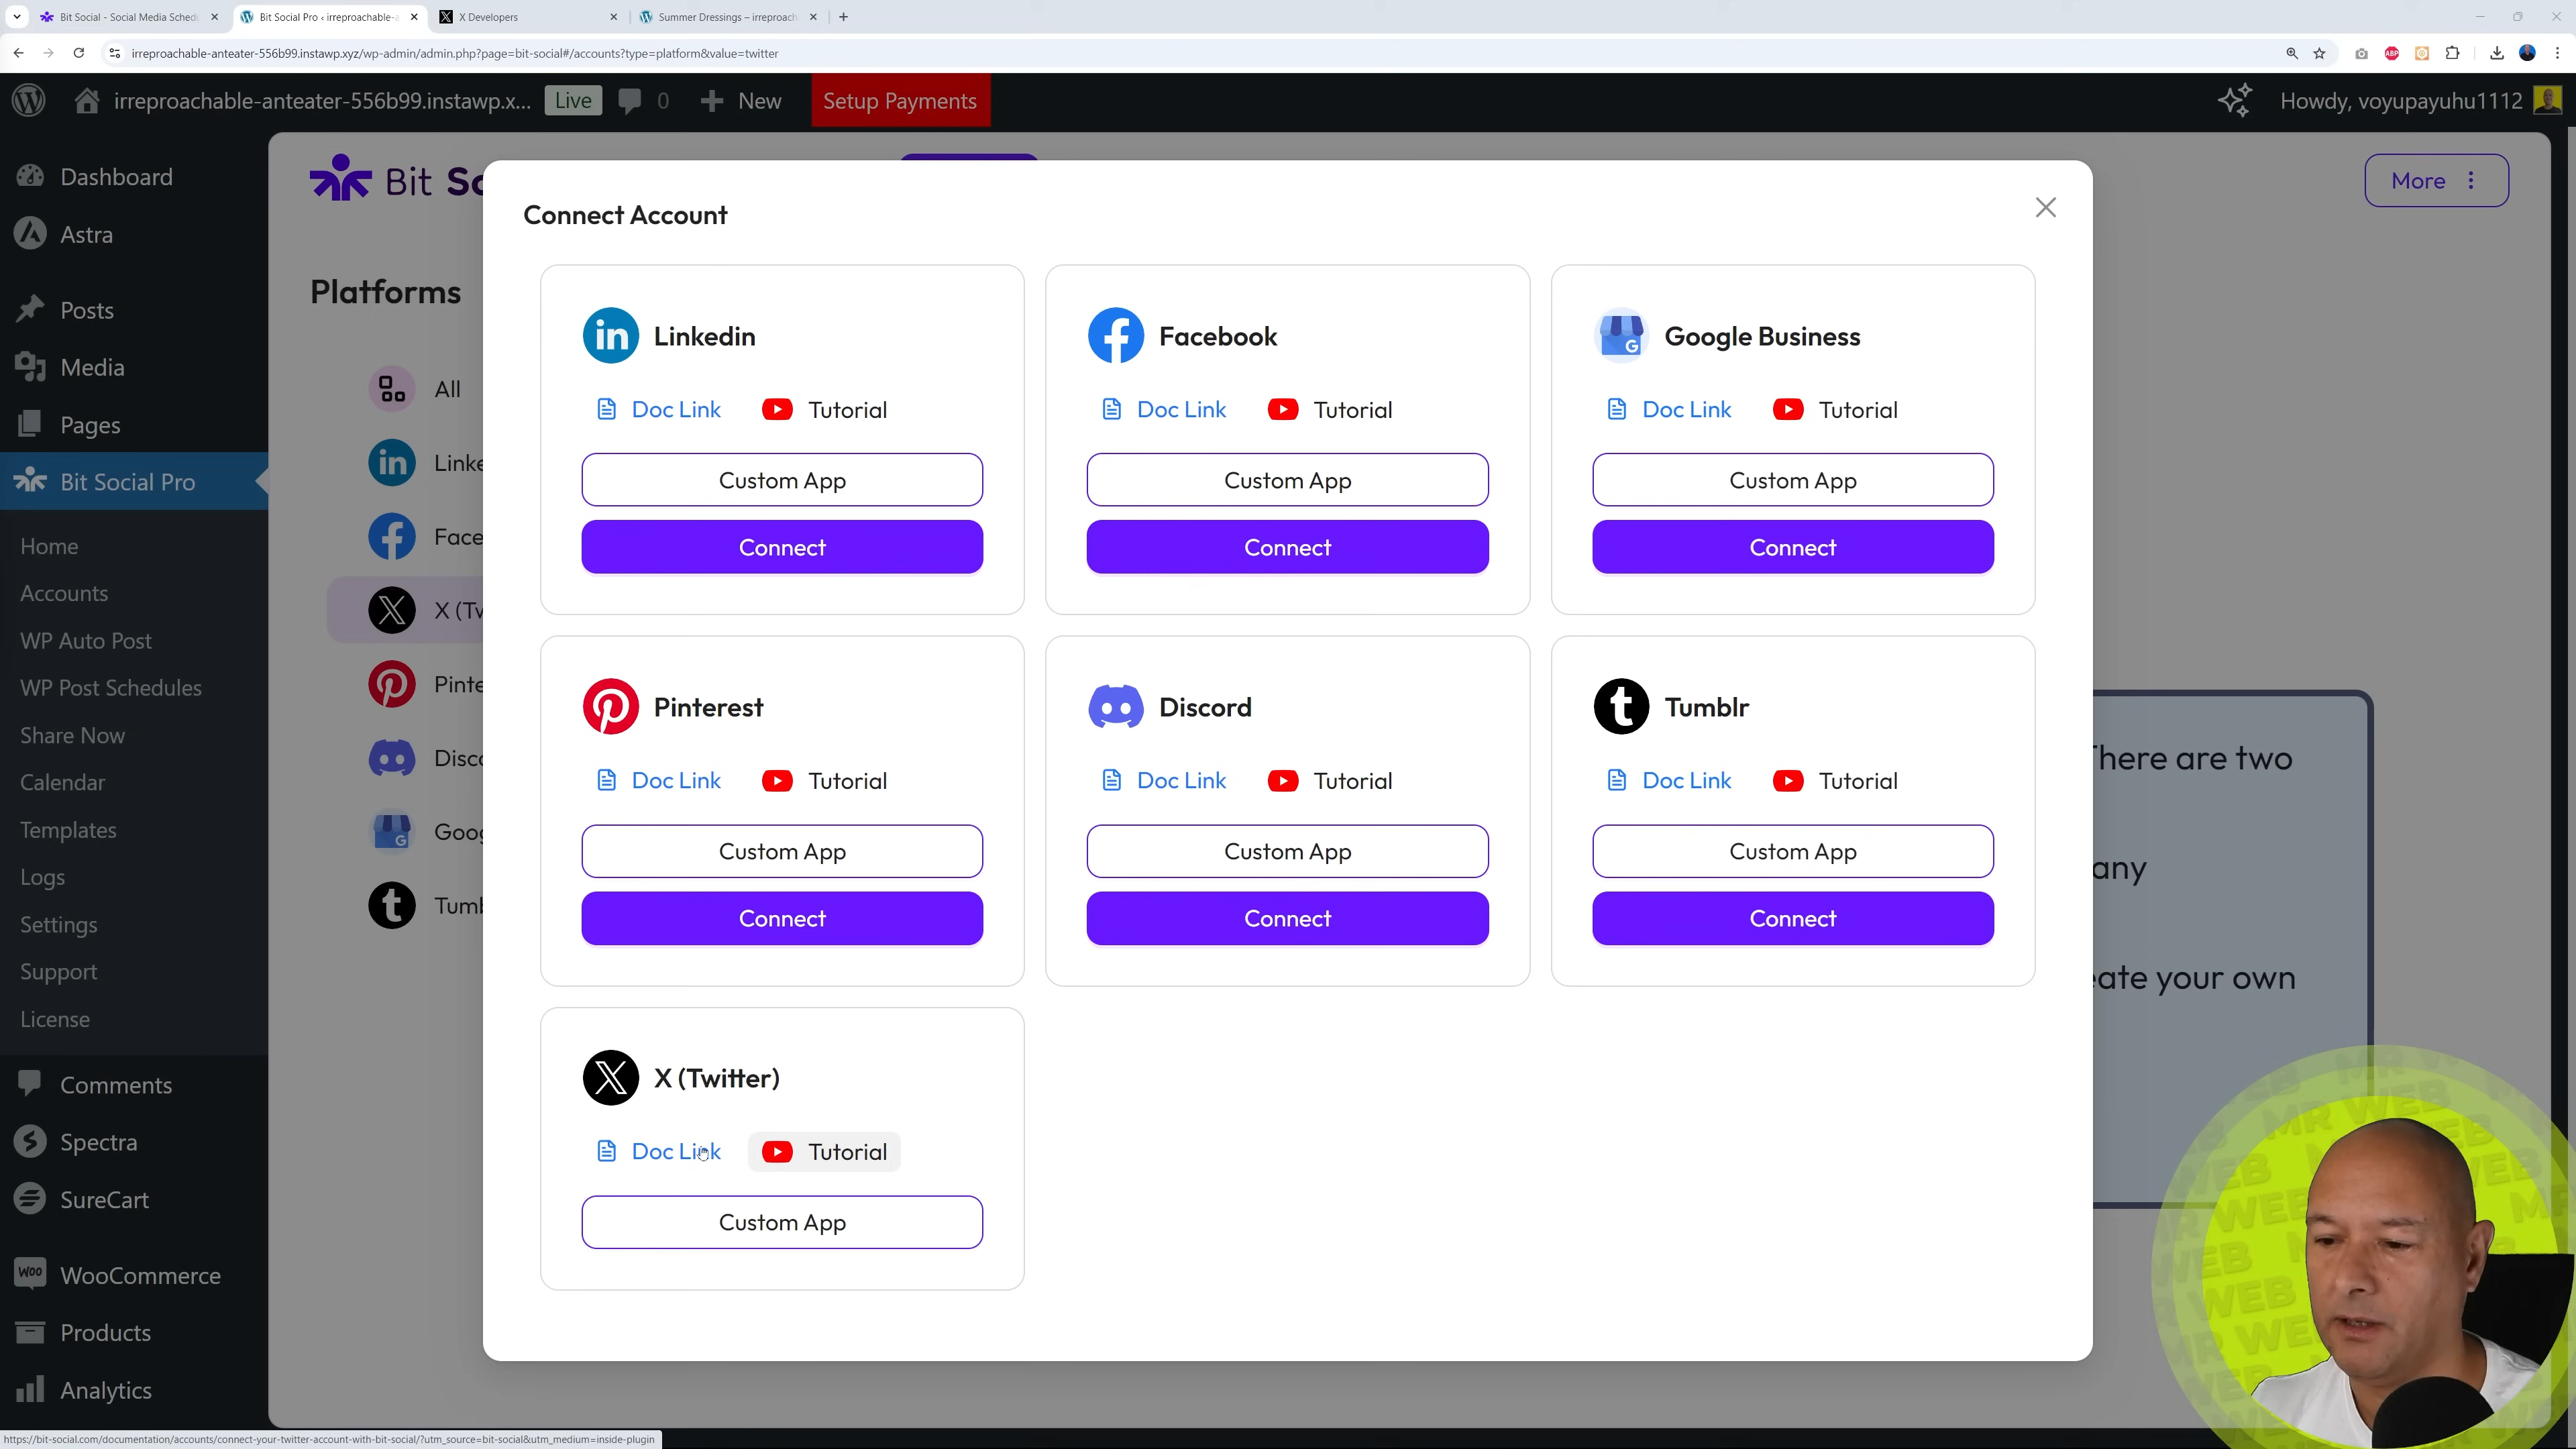 Bit Social - Social Media Sched
Bit Social Pro ‹ irreproachable-a
X Developers
Summer Dressings – irreproach
irreproachable-anteater-556b99.instawp.xyz/wp-admin/admin.php?page=bit-social#/accounts?type=platform&value=twitter
ABP
irreproachable-anteater-556b99.instawp.x...
Live
0
New
Setup Payments
Howdy, voyupayuhu1112
Dashboard
Astra
Posts
Media
Pages
Bit Social Pro
Home
Accounts
WP Auto Post
WP Post Schedules
Share Now
Calendar
Templates
Logs
Settings
Support
License
Comments
Spectra
SureCart
WOO WooCommerce
Products
Analytics
Bit So
More
Platforms
All
Linke
Face
X (Tw
Pinte
Disco
Goog
Tumb
Connect Account
Linkedin
Doc Link Tutorial
Custom App
Connect
Facebook
Doc Link Tutorial
Custom App
Connect
Google Business
Doc Link Tutorial
Custom App
Connect
Pinterest
Doc Link Tutorial
Custom App
Connect
Discord
Doc Link Tutorial
Custom App
Connect
Tumblr
Doc Link Tutorial
Custom App
Connect
X (Twitter)
Doc Link Tutorial
Custom App
There are two
any
eate your own
MR WEB
https://bit-social.com/documentation/accounts/connect-your-twitter-account-with-bit-social/?utm_source=bit-social&utm_medium=inside-plugin